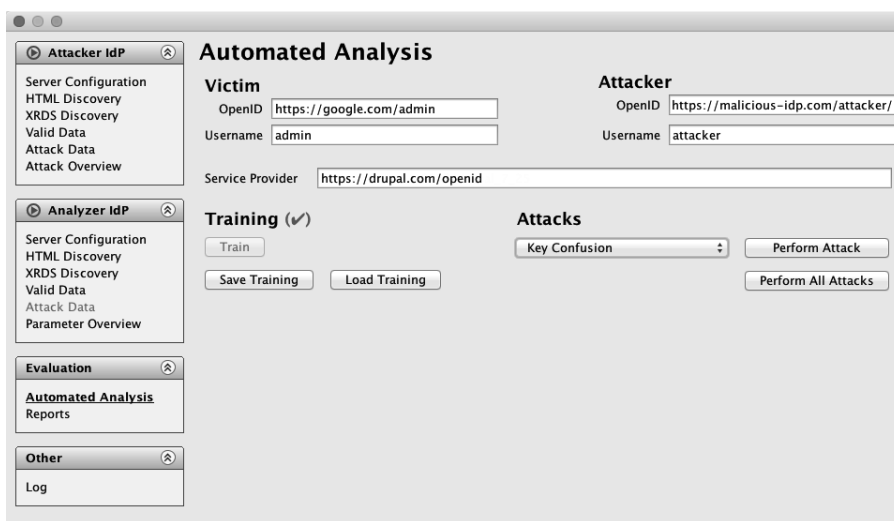 Attacker IdP
Server Configuration
HTML Discovery
XRDS Discovery
Valid Data
Attack Data
Attack Overview
Analyzer IdP
Server Configuration
HTML Discovery
XRDS Discovery
Valid Data
Attack Data
Parameter Overview
Evaluation
Automated Analysis
Reports
Other
Log
Automated Analysis
Victim
OpenID https://google.com/admin
Username admin
Attacker
OpenID https://malicious-idp.com/attacker/
Username attacker
Service Provider https://drupal.com/openid
Training (✔)
Train
Save Training Load Training
Attacks
Key Confusion Perform Attack
Perform All Attacks